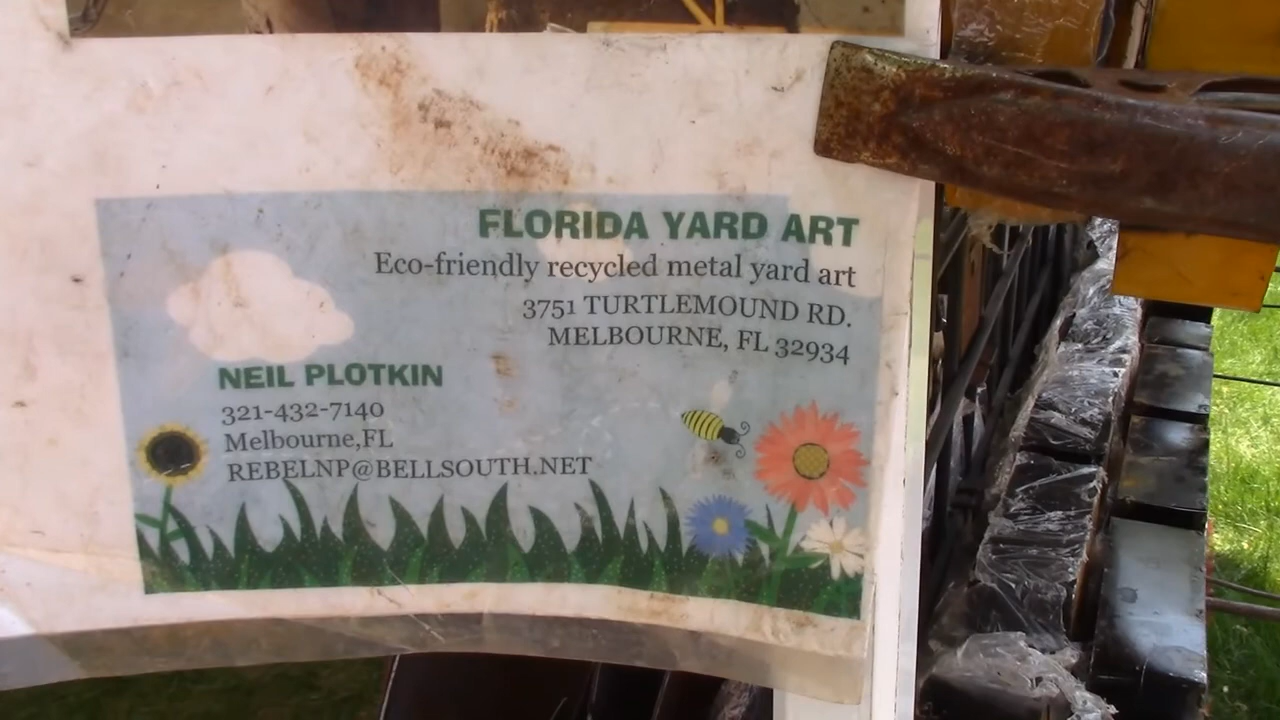 FLORIDA YARD ART
Eco-friendly recycled metal yard art
3751 TURTLEMOUND RD.
MELBOURNE, FL 32934
NEIL PLOTKIN
321-432-7140
Melbourne,FL
REBELNP@BELLSOUTH.NET